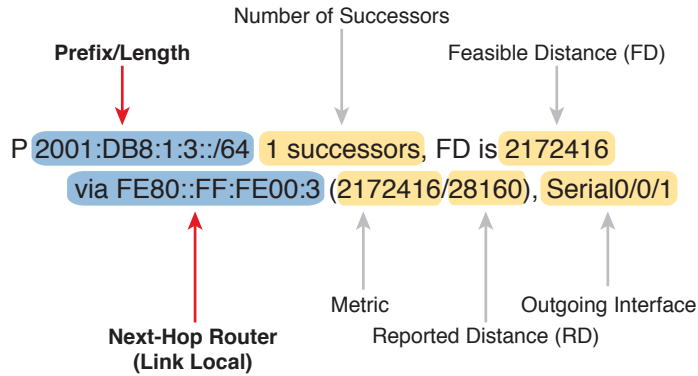 Number of Successors
Prefix/Length
Feasible Distance (FD)
P 2001:DB8:1:3::/64 1 successors, FD is 2172416
via FE80::FF:FE00:3 (2172416/28160), Serial0/0/1
Metric
Outgoing Interface
Next-Hop Router
Reported Distance (RD)
(Link Local)